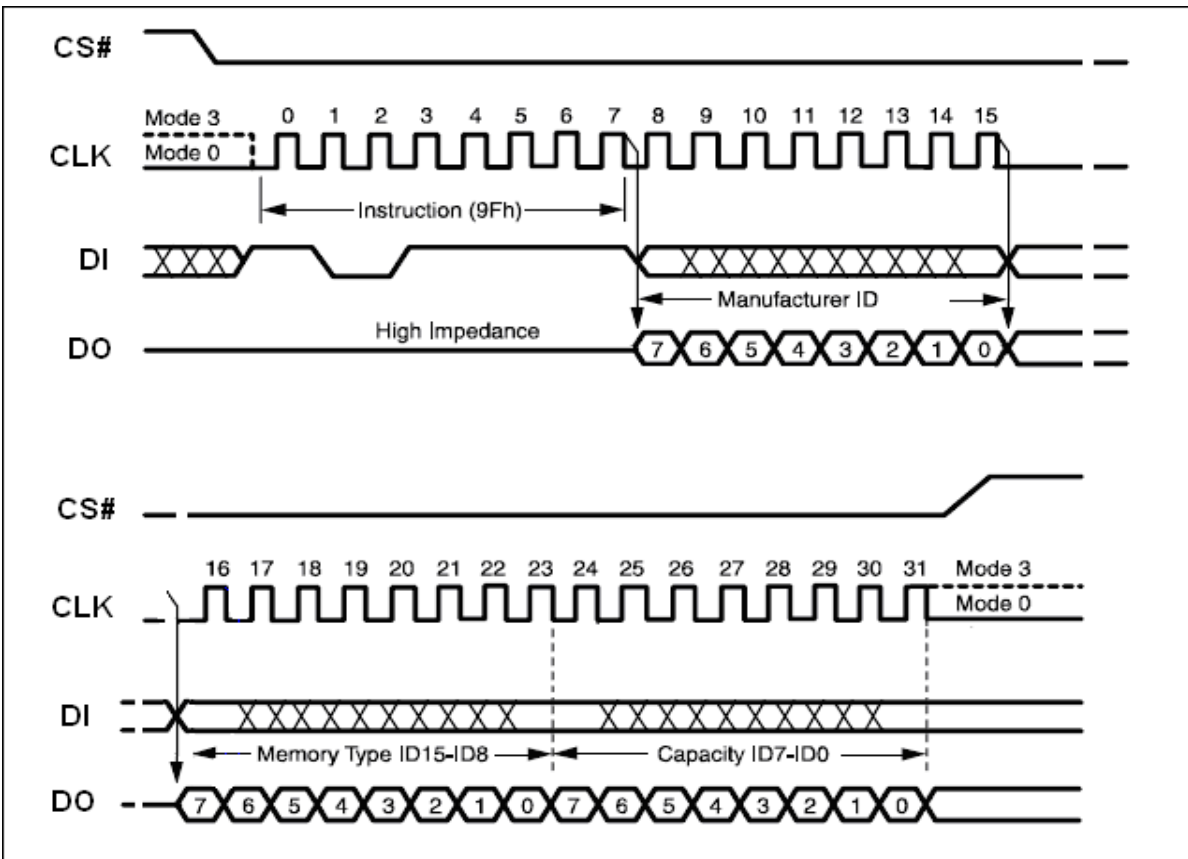 CS#
Mode 3
0 1 2 3 4 5 6 7 8 9 10 11 12 13 14 15
CLK
Mode 0
Instruction (9Fh)
DI
Manufacturer ID
High Impedance
DO
7 6 5 4 3 2 1 0
CS#
16 17 18 19 20 21 22 23 24 25 26 27 28 29 30 31
Mode 3
CLK
Mode 0
DI
Memory Type ID15-ID8
Capacity ID7-ID0
DO
7 6 5 4 3 2 1 0 7 6 5 4 3 2 1 0